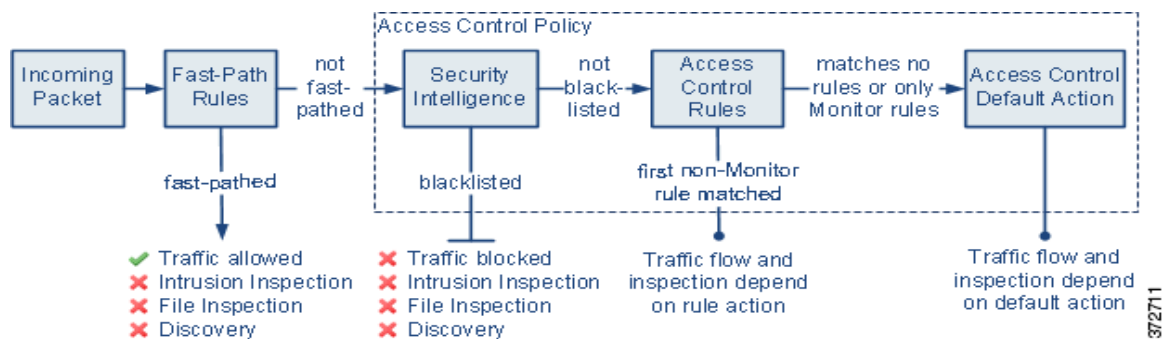 Access Control Policy
Incoming
Packet
Fast-Path
Rules
not
fast-
pathed
Security
Intelligence
not
black-
listed
Access
Control
Rules
matches no
rules or only
Monitor rules
Access Control
Default Action
fast-pathed
blacklisted
first non-Monitor
rule matched
Traffic allowed
Intrusion Inspection
File Inspection
Discovery
Traffic blocked
Intrusion Inspection
File Inspection
Discovery
Traffic flow and
inspection depend
on rule action
Traffic flow and
inspection depend
on default action
372711